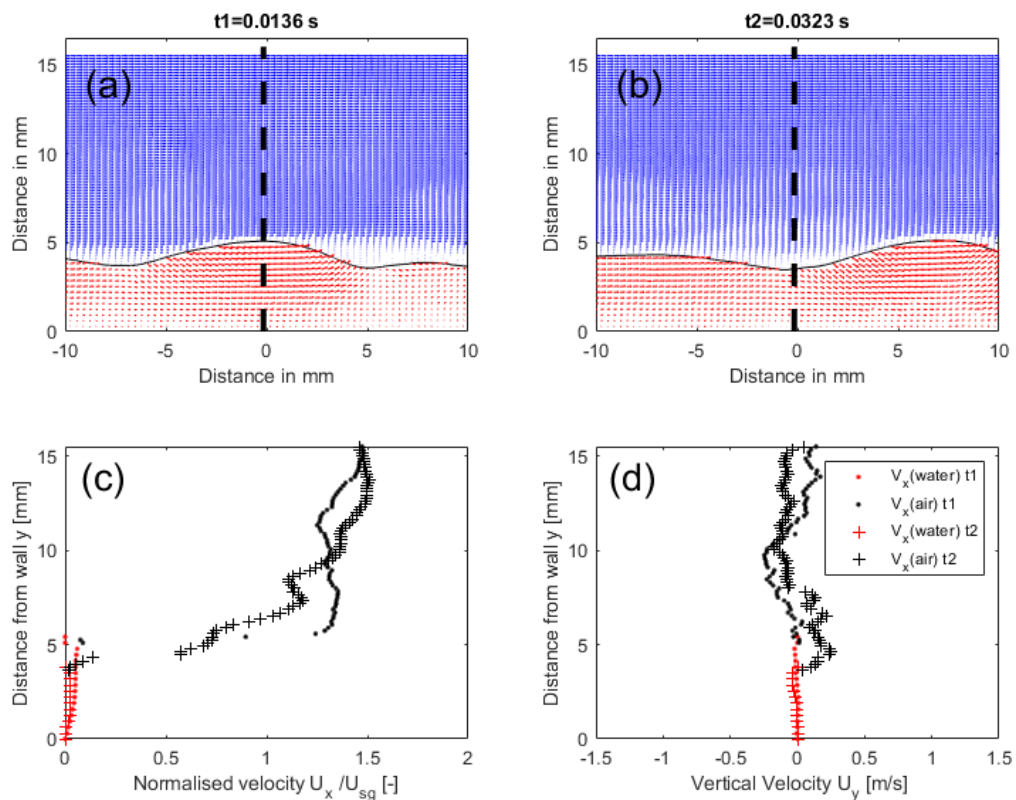 t1=0.0136 s
t2=0.0323 s
(a)
(b)
Distance in mm
15
10
5
0
-10
-5
0
5
10
Distance in mm
Distance in mm
15
10
5
0
-10
-5
0
5
10
Distance in mm
(c)
(d)
Distance from wall y [mm]
15
10
5
0
0
0.5
1
1.5
2
Normalised velocity U_x /U_sg [-]
Distance from wall y [mm]
15
10
5
0
-1.5
-1
-0.5
0
0.5
1
1.5
Vertical Velocity U_y [m/s]
V_x(water) t1
V_x(air) t1
V_x(water) t2
V_x(air) t2